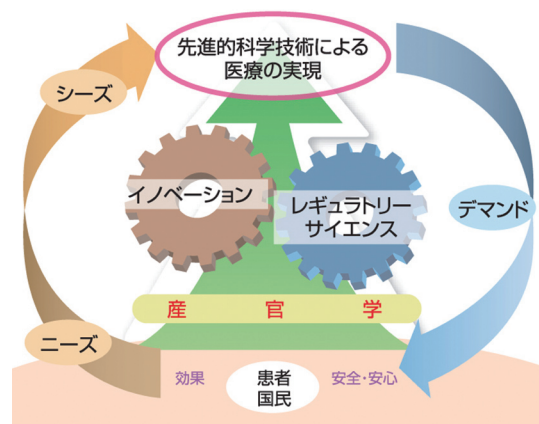 先進的科学技術による
医療の実現
シーズ
イノベーション
レギュラトリー
サイエンス
デマンド
産 官 学
ニーズ
効果
患者
国民
安全・安心